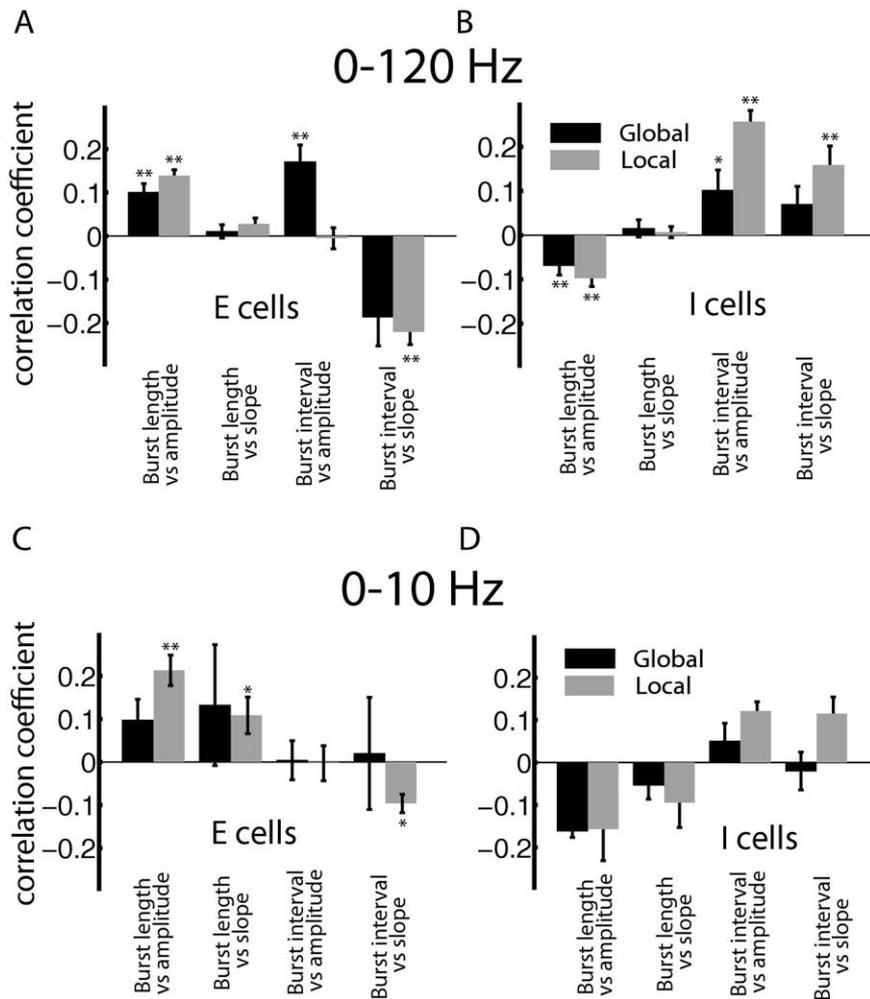 A
B
0-120 Hz
correlation coefficient
0.2
0.1
0
−0.1
−0.2
**
**
**
**
E cells
Burst length
vs amplitude
Burst length
vs slope
Burst interval
vs amplitude
Burst interval
vs slope
Global
Local
0.2
0.1
0
−0.1
−0.2
**
**
*
**
**
I cells
Burst length
vs amplitude
Burst length
vs slope
Burst interval
vs amplitude
Burst interval
vs slope
C
D
0-10 Hz
correlation coefficient
0.2
0.1
0
−0.1
−0.2
**
*
*
E cells
Burst length
vs amplitude
Burst length
vs slope
Burst interval
vs amplitude
Burst interval
vs slope
Global
Local
0.2
0.1
0
−0.1
−0.2
I cells
Burst length
vs amplitude
Burst length
vs slope
Burst interval
vs amplitude
Burst interval
vs slope